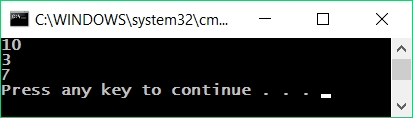 C:\WINDOWS\system32\cm...
10
3
7
Press any key to continue . . .